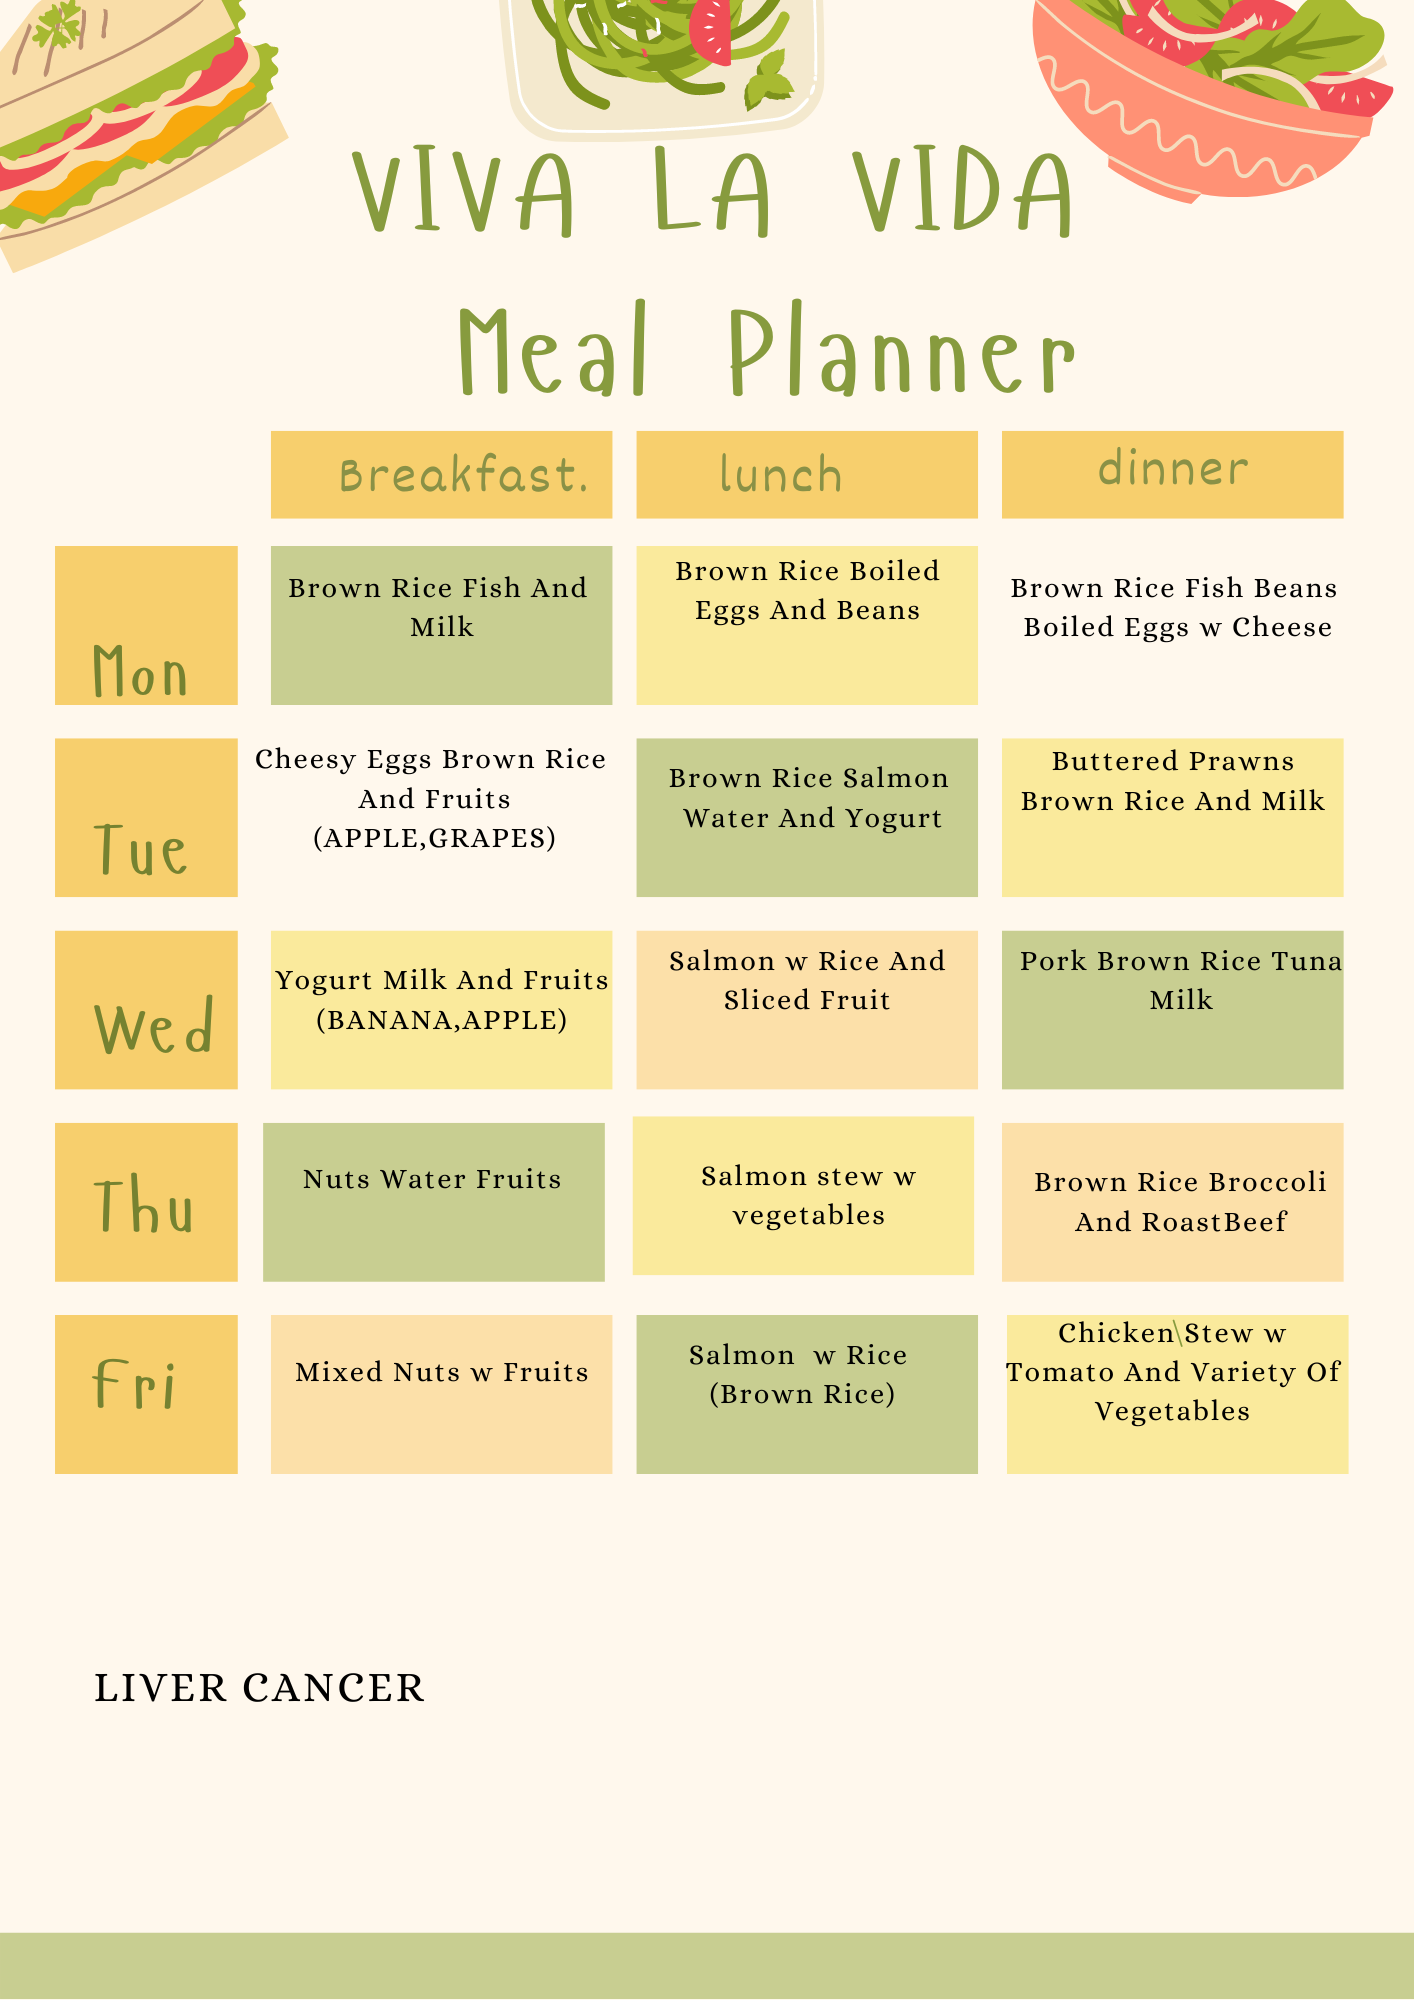 VIVA LA VIDA
Meal Planner
Breakfast.
lunch
dinner
Mon
Brown Rice Fish And
Milk
Brown Rice Boiled
Eggs And Beans
Brown Rice Fish Beans
Boiled Eggs w Cheese
Tue
Cheesy Eggs Brown Rice
And Fruits
(APPLE,GRAPES)
Brown Rice Salmon
Water And Yogurt
Buttered Prawns
Brown Rice And Milk
Wed
Yogurt Milk And Fruits
(BANANA,APPLE)
Salmon w Rice And
Sliced Fruit
Pork Brown Rice Tuna
Milk
Thu
Nuts Water Fruits
Salmon stew w
vegetables
Brown Rice Broccoli
And RoastBeef
Fri
Mixed Nuts w Fruits
Salmon w Rice
(Brown Rice)
Chicken\Stew w
Tomato And Variety Of
Vegetables
LIVER CANCER